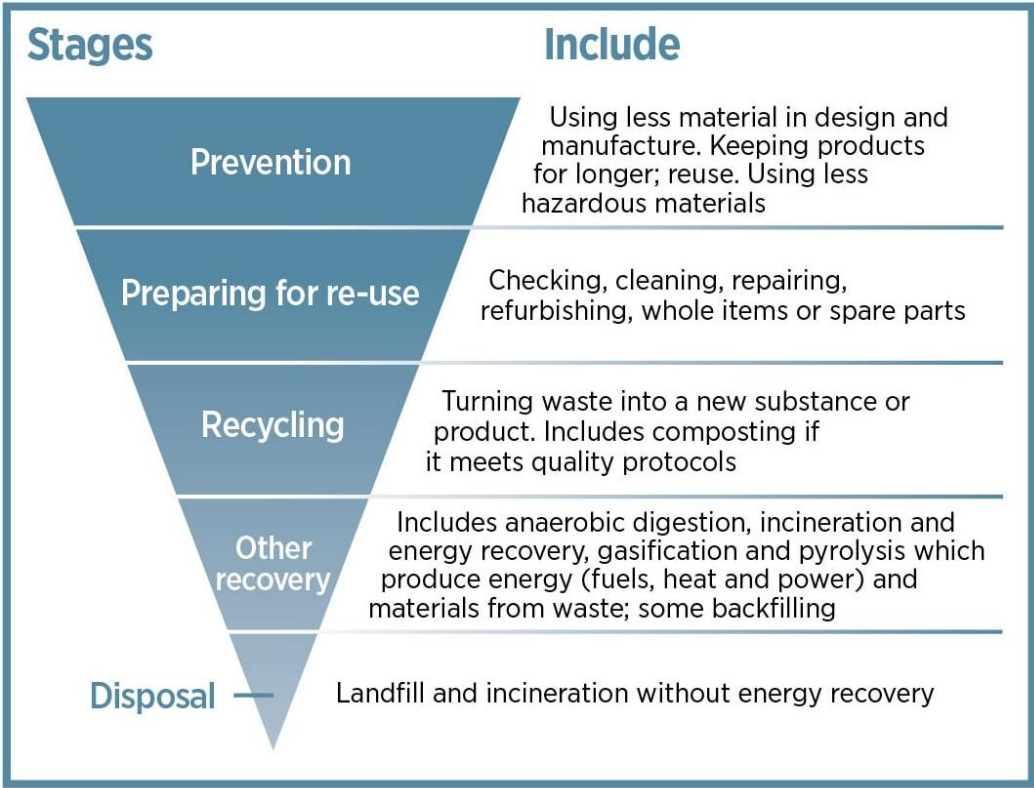 Stages
Include
Prevention
Using less material in design and
manufacture. Keeping products
for longer; reuse. Using less
hazardous materials
Preparing for re-use
Checking, cleaning, repairing,
refurbishing, whole items or spare parts
Recycling
Turning waste into a new substance or
product. Includes composting if
it meets quality protocols
Other
recovery
Includes anaerobic digestion, incineration and
energy recovery, gasification and pyrolysis which
produce energy (fuels, heat and power) and
materials from waste; some backfilling
Disposal
Landfill and incineration without energy recovery